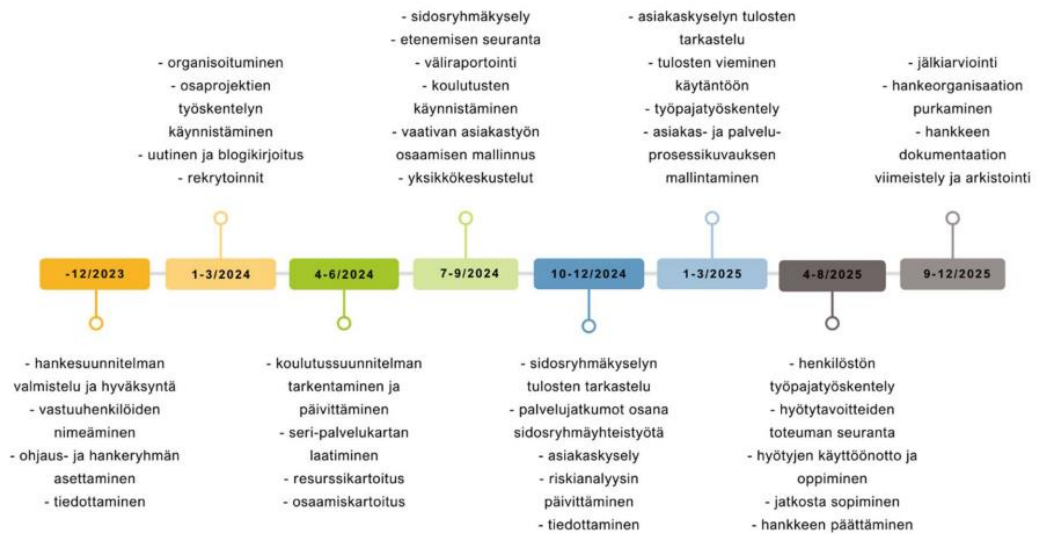 - organisoituminen
- osaprojektien
työskentelyn
käynnistäminen
- uutinen ja blogikirjoitus
- rekrytoinnit
- sidosryhmäkysely
- etenemisen seuranta
- väliraportointi
- koulutusten
käynnistäminen
- vaativan asiakastyön
osaamisen mallinnus
- yksikkökeskustelut
- asiakaskyselyn tulosten
tarkastelu
- tulosten vieminen
käytäntöön
- työpajatyöskentely
- asiakas- ja palvelu-
prosessikuvauksen
mallintaminen
- jälkiarviointi
- hankeorganisaation
purkaminen
- hankkeen
dokumentaation
viimeistely ja arkistointi
-12/2023
1-3/2024
4-6/2024
7-9/2024
10-12/2024
1-3/2025
4-8/2025
9-12/2025
- hankesuunnitelman
valmistelu ja hyväksyntä
- vastuuhenkilöiden
nimeäminen
- ohjaus- ja hankeryhmän
asettaminen
- tiedottaminen
- koulutussuunnitelman
tarkentaminen ja
päivittäminen
- seri-palvelukartan
laatiminen
- resurssikartoitus
- osaamiskartoitus
- sidosryhmäkyselyn
tulosten tarkastelu
- palvelujatkumot osana
sidosryhmäyhteistyötä
- asiakaskysely
- riskianalyysin
päivittäminen
- tiedottaminen
- henkilöstön
työpajatyöskentely
- hyötytavoitteiden
toteuman seuranta
- hyötyjen käyttöönotto ja
oppiminen
- jatkosta sopiminen
- hankkeen päättäminen